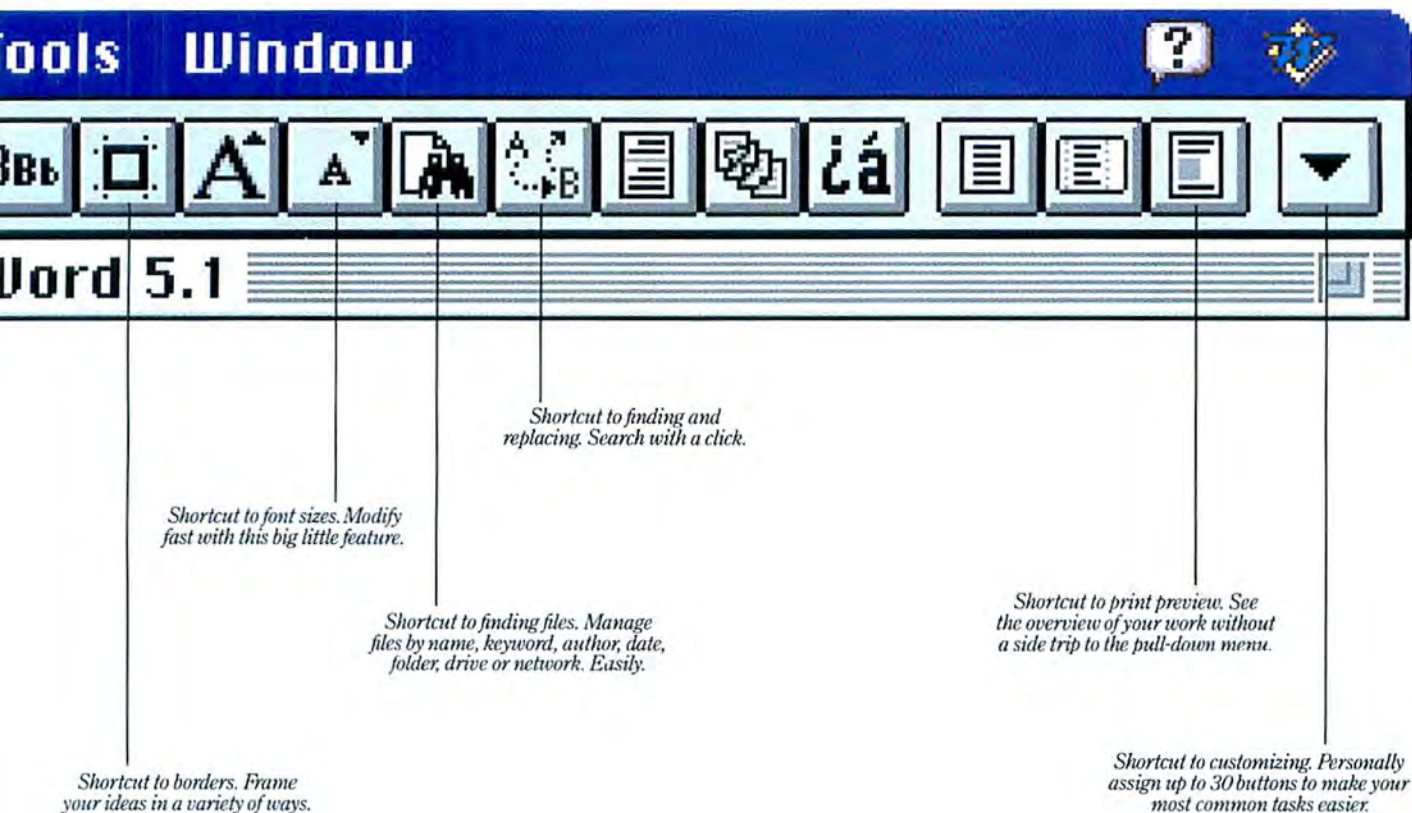 Tools Window ?
A A A B ¿á
Word 5.1
Shortcut to finding and
replacing. Search with a click.
Shortcut to font sizes. Modify
fast with this big little feature.
Shortcut to finding files. Manage
files by name, keyword, author, date,
folder, drive or network. Easily.
Shortcut to print preview. See
the overview of your work without
a side trip to the pull-down menu.
Shortcut to borders. Frame
your ideas in a variety of ways.
Shortcut to customizing. Personally
assign up to 30 buttons to make your
most common tasks easier.